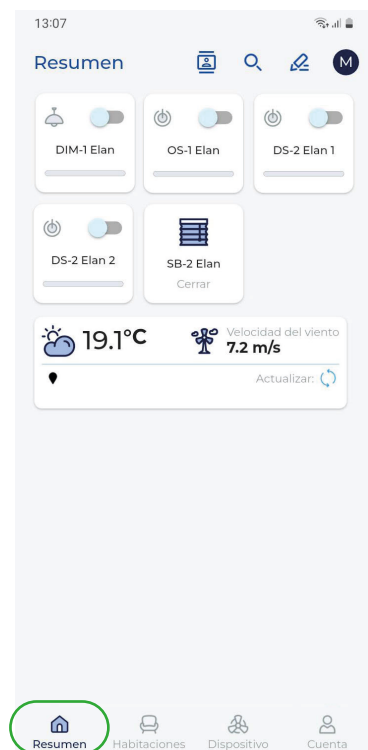 13:07
Resumen
M
DIM-1 Elan
OS-1 Elan
DS-2 Elan 1
DS-2 Elan 2
SB-2 Elan
Cerrar
19.1°C
Velocidad del viento
7.2 m/s
Actualizar:
Resumen
Habitaciones
Dispositivo
Cuenta